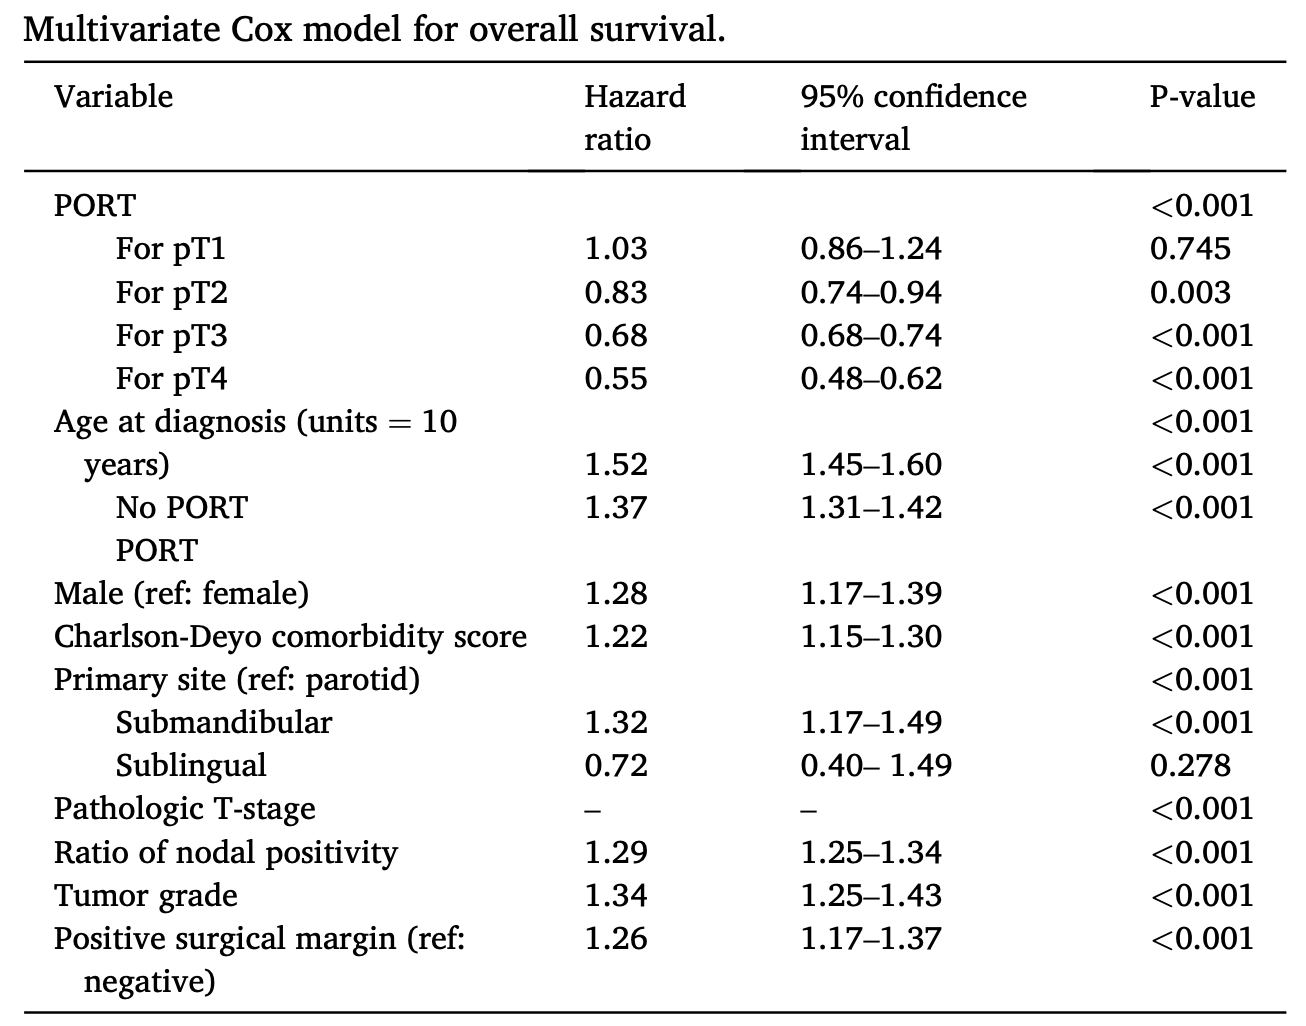 Multivariate Cox model for overall survival.
Variable Hazard ratio 95% confidence interval P-value
PORT <0.001
For pT1 1.03 0.86–1.24 0.745
For pT2 0.83 0.74–0.94 0.003
For pT3 0.68 0.68–0.74 <0.001
For pT4 0.55 0.48–0.62 <0.001
Age at diagnosis (units = 10 <0.001
years) 1.52 1.45–1.60 <0.001
No PORT 1.37 1.31–1.42 <0.001
PORT
Male (ref: female) 1.28 1.17–1.39 <0.001
Charlson-Deyo comorbidity score 1.22 1.15–1.30 <0.001
Primary site (ref: parotid) <0.001
Submandibular 1.32 1.17–1.49 <0.001
Sublingual 0.72 0.40– 1.49 0.278
Pathologic T-stage – – <0.001
Ratio of nodal positivity 1.29 1.25–1.34 <0.001
Tumor grade 1.34 1.25–1.43 <0.001
Positive surgical margin (ref: 1.26 1.17–1.37 <0.001
negative)